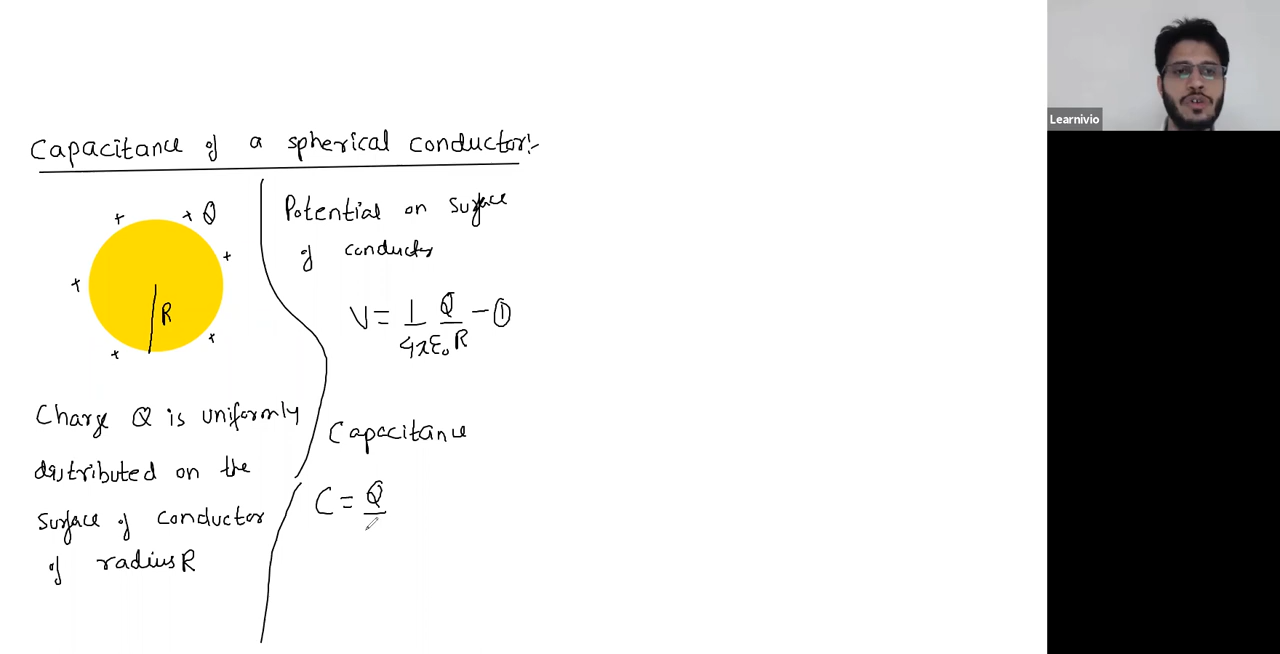 Capacitance of a spherical conductor:-
+ + Q
+ +
R
+ +
Charge Q is uniformly
distributed on the
surface of conductor
of radius R
Potential on surface
of conductor
V = 1/4πε₀ Q/R - ①
Capacitance
C = Q/
Learnivio